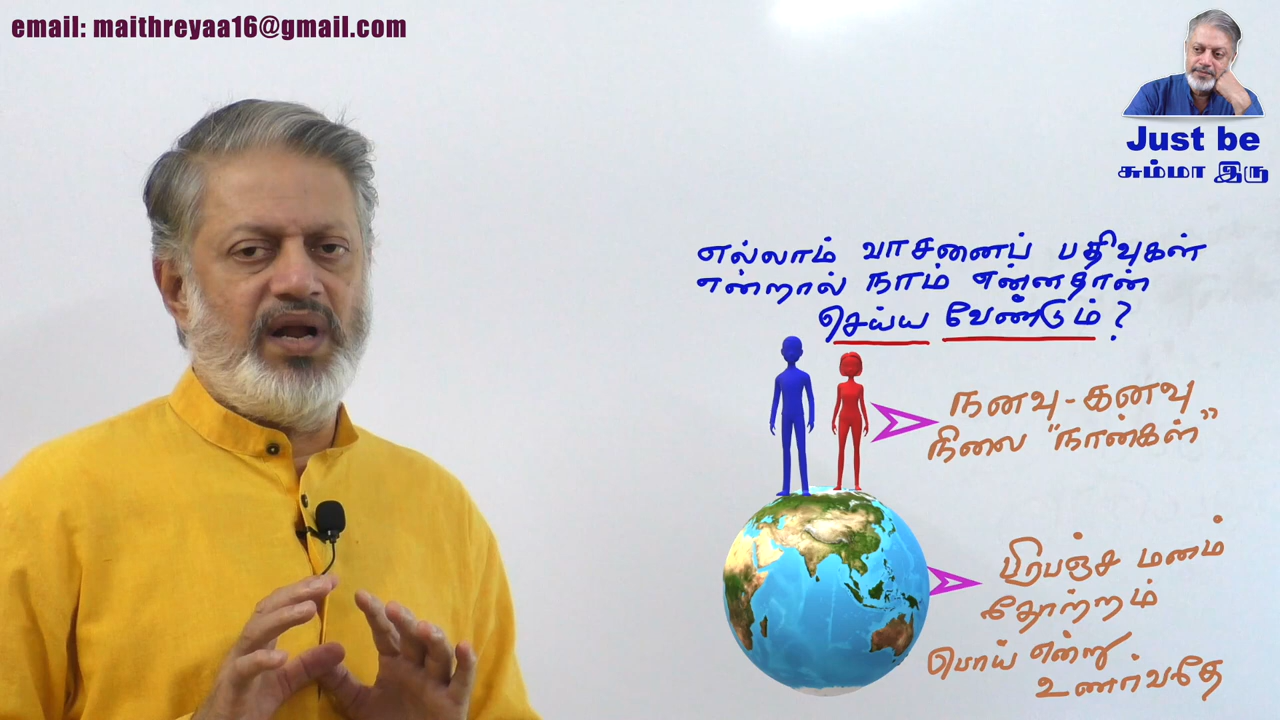 email: maithreyaa16@gmail.com
Just be
சும்மா இரு
எல்லாம் வாசனைப் பதிவுகள்
என்றால் நாம் என்னதான்
செய்ய வேண்டும்?
நனவு-கனவு
நிலை "நான்கள்"
பிரபஞ்ச மனம்
தோற்றம்
பொய் என்று
உணர்வதே